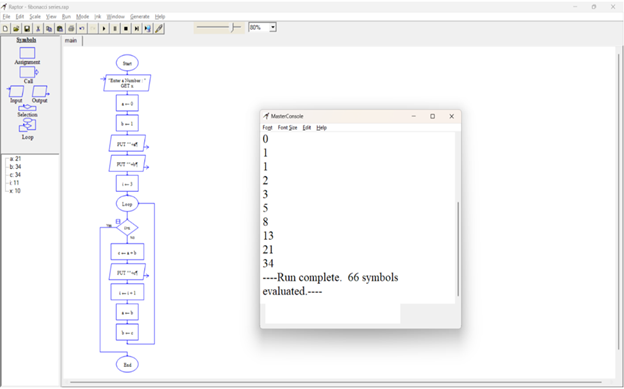 Raptor - fibonacci series.rap
File Edit Scale View Run Mode Ink Window Generate Help
80%
Symbols
main
Assignment
Call
Input Output
Selection
Loop
a: 21
b: 34
c: 34
i: 11
x: 10
Start
"Enter a Number : "
GET x
a ← 0
b ← 1
PUT ""+a¶
PUT ""+b¶
i ← 3
Loop
Yes
i>x
No
c ← a + b
PUT ""+c¶
i ← i + 1
a ← b
b ← c
End
MasterConsole
Font Font Size Edit Help
0
1
1
2
3
5
8
13
21
34
----Run complete. 66 symbols
evaluated.----